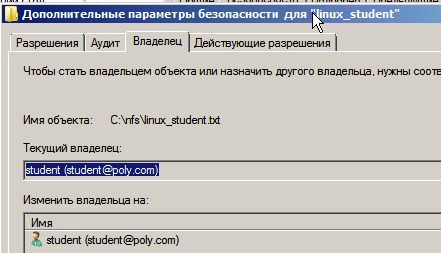 Дополнительные параметры безопасности для "linux_student"
Разрешения Аудит Владелец Действующие разрешения
Чтобы стать владельцем объекта или назначить другого владельца, нужны
Имя объекта: C:\nfs\linux_student.txt
Текущий владелец:
student (student@poly.com)
Изменить владельца на:
Имя
student (student@poly.com)